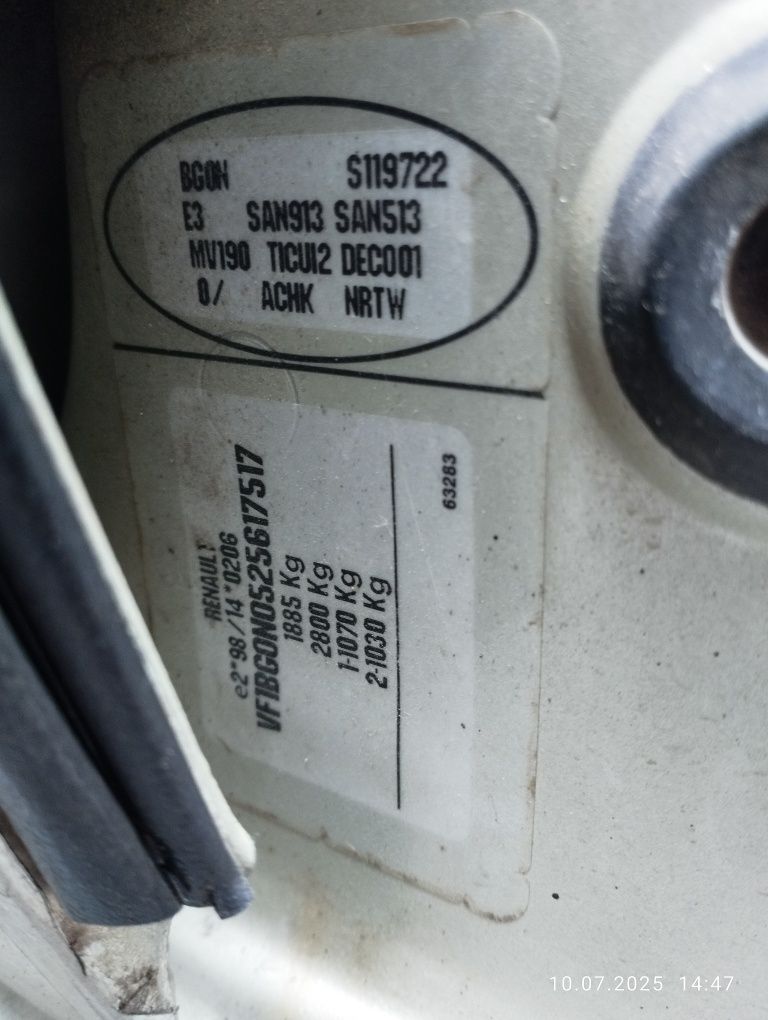 BG0N S119722
E3 SAN913 SAN513
MV190 TICUI2 DEC001
0/ ACHK NRTW
RENAULT
e2*98/14*0206
VF1BG0N0525617517
1885 Kg
2800 Kg
1-1070 Kg
2-1030 Kg
63283
10.07.2025 14:47